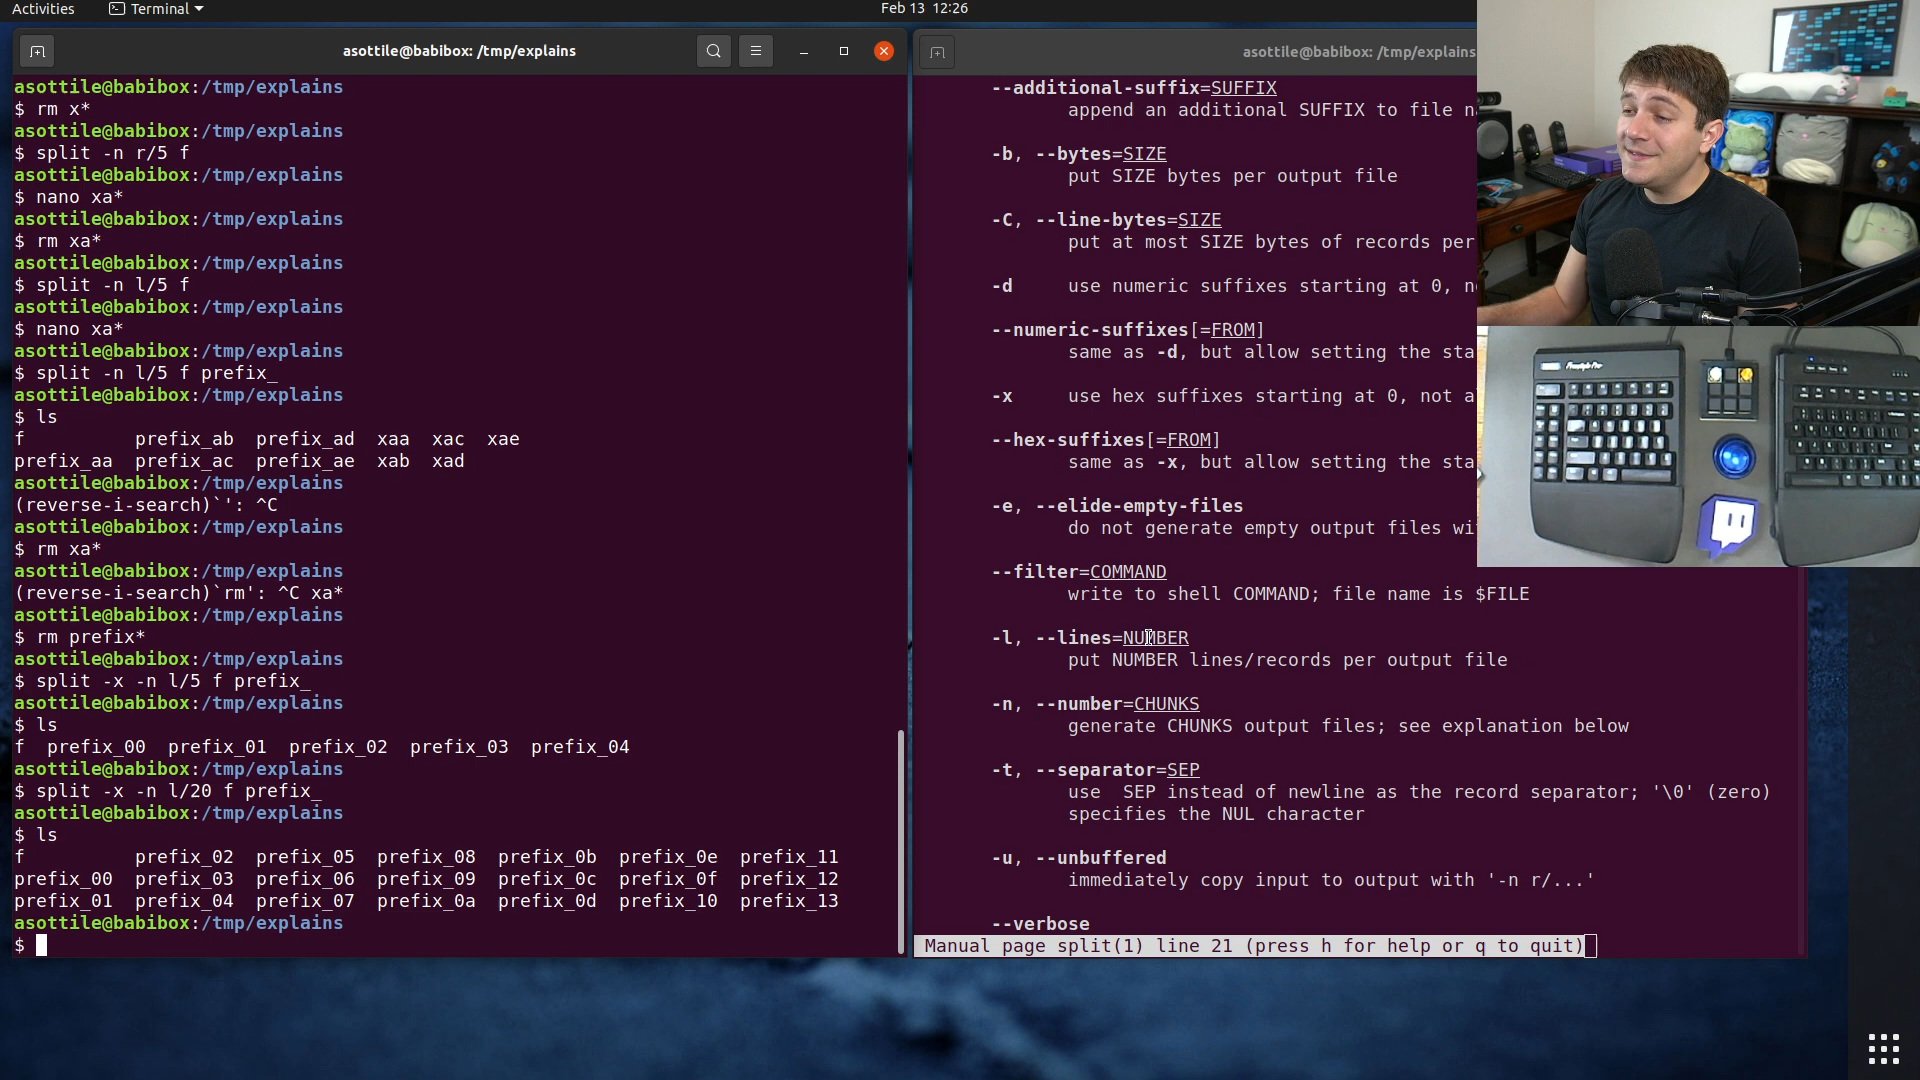 Activities Terminal Feb 13 12:26
asottile@babibox: /tmp/explains
asottile@babibox:/tmp/explains
$ rm x*
asottile@babibox:/tmp/explains
$ split -n r/5 f
asottile@babibox:/tmp/explains
$ nano xa*
asottile@babibox:/tmp/explains
$ rm xa*
asottile@babibox:/tmp/explains
$ split -n l/5 f
asottile@babibox:/tmp/explains
$ nano xa*
asottile@babibox:/tmp/explains
$ split -n l/5 f prefix_
asottile@babibox:/tmp/explains
$ ls
f prefix_ab prefix_ad xaa xac xae
prefix_aa prefix_ac prefix_ae xab xad
asottile@babibox:/tmp/explains
(reverse-i-search)`': ^C
asottile@babibox:/tmp/explains
$ rm xa*
asottile@babibox:/tmp/explains
(reverse-i-search)`rm': ^C xa*
asottile@babibox:/tmp/explains
$ rm prefix*
asottile@babibox:/tmp/explains
$ split -x -n l/5 f prefix_
asottile@babibox:/tmp/explains
$ ls
f prefix_00 prefix_01 prefix_02 prefix_03 prefix_04
asottile@babibox:/tmp/explains
$ split -x -n l/20 f prefix_
asottile@babibox:/tmp/explains
$ ls
f prefix_02 prefix_05 prefix_08 prefix_0b prefix_0e prefix_11
prefix_00 prefix_03 prefix_06 prefix_09 prefix_0c prefix_0f prefix_12
prefix_01 prefix_04 prefix_07 prefix_0a prefix_0d prefix_10 prefix_13
asottile@babibox:/tmp/explains
$
asottile@babibox: /tmp/explains
--additional-suffix=SUFFIX
append an additional SUFFIX to file
-b, --bytes=SIZE
put SIZE bytes per output file
-C, --line-bytes=SIZE
put at most SIZE bytes of records per
-d use numeric suffixes starting at 0,
--numeric-suffixes[=FROM]
same as -d, but allow setting the
-x use hex suffixes starting at 0, not
--hex-suffixes[=FROM]
same as -x, but allow setting the
-e, --elide-empty-files
do not generate empty output files
--filter=COMMAND
write to shell COMMAND; file name is $FILE
-l, --lines=NUMBER
put NUMBER lines/records per output file
-n, --number=CHUNKS
generate CHUNKS output files; see explanation below
-t, --separator=SEP
use SEP instead of newline as the record separator; '\0' (zero)
specifies the NUL character
-u, --unbuffered
immediately copy input to output with '-n r/...'
--verbose
Manual page split(1) line 21 (press h for help or q to quit)
Freestyle Pro